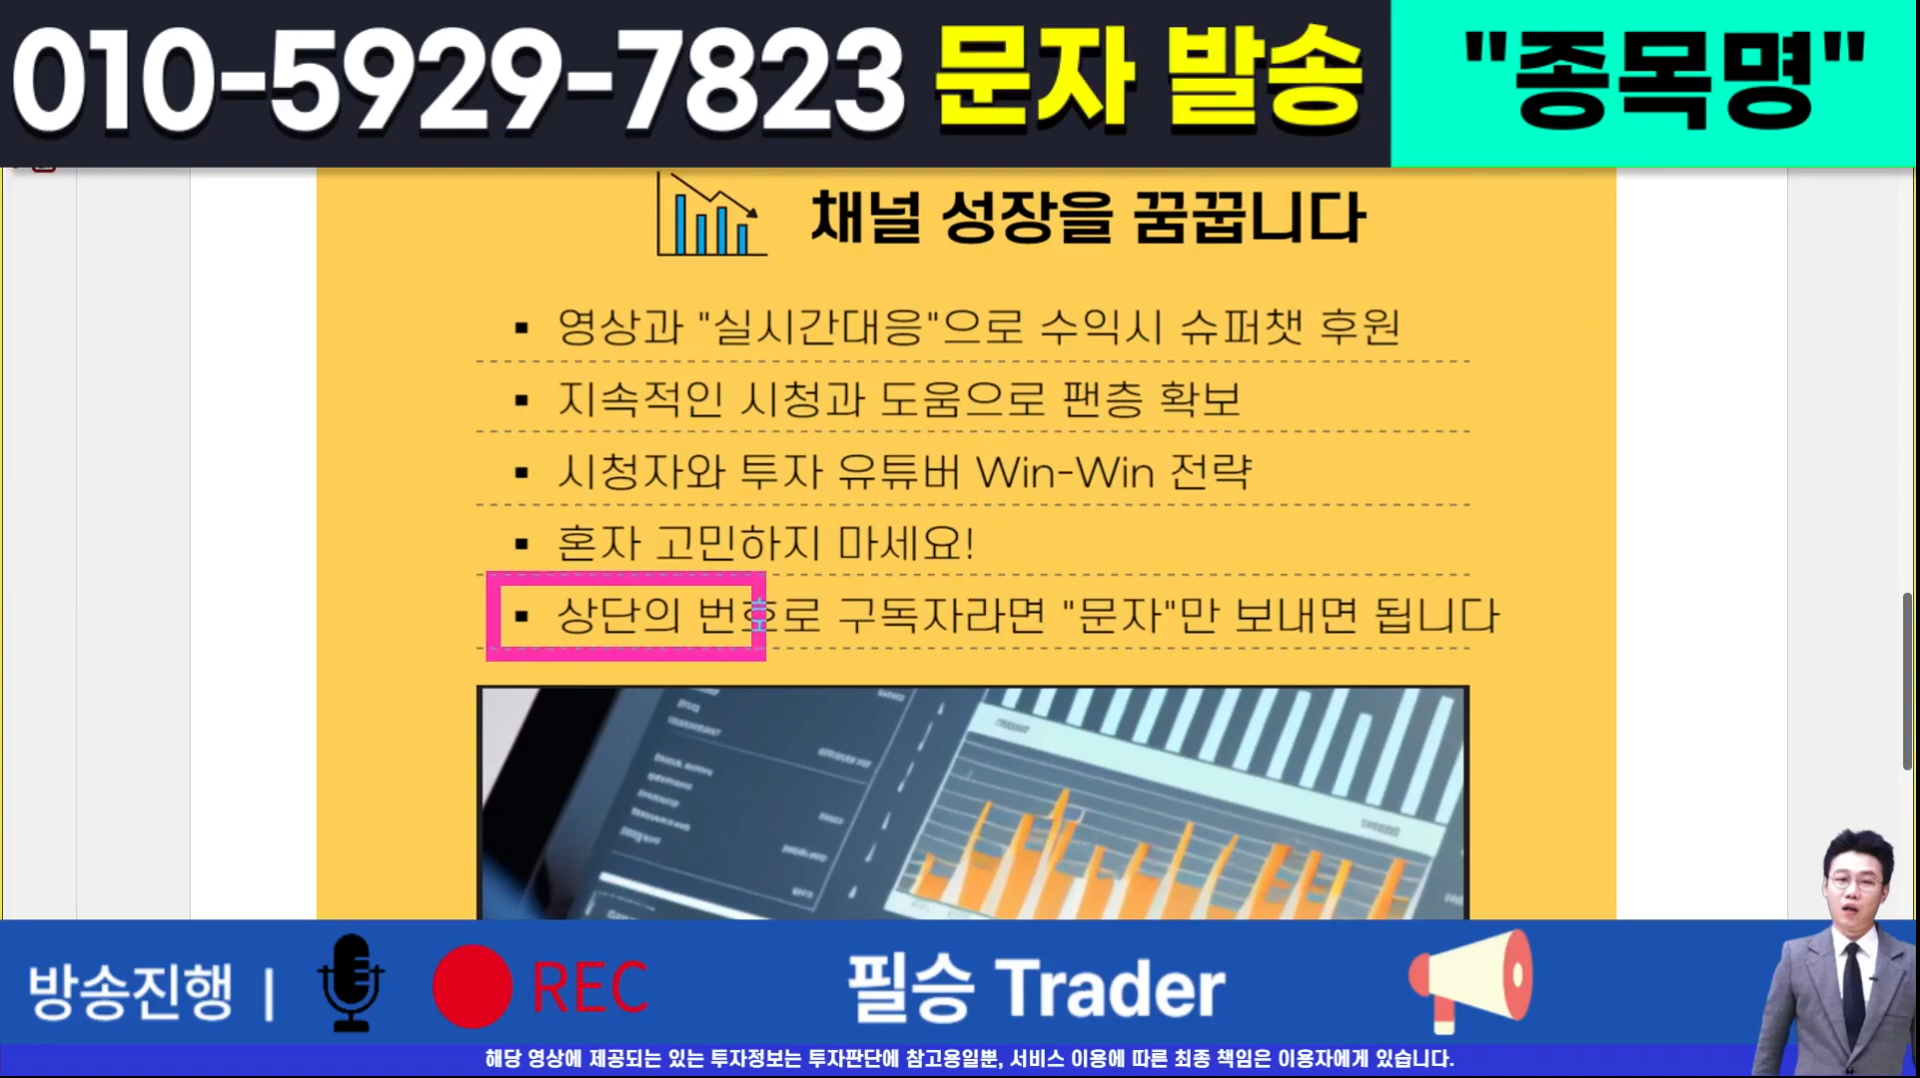 010-5929-7823 문자 발송 "종목명"
채널 성장을 꿈꿉니다
▪ 영상과 "실시간대응"으로 수익시 슈퍼챗 후원
▪ 지속적인 시청과 도움으로 팬층 확보
▪ 시청자와 투자 유튜버 Win-Win 전략
▪ 혼자 고민하지 마세요!
▪ 상단의 번호로 구독자라면 "문자"만 보내면 됩니다
방송진행 | REC 필승 Trader
해당 영상에 제공되는 있는 투자정보는 투자판단에 참고용일뿐, 서비스 이용에 따른 최종 책임은 이용자에게 있습니다.